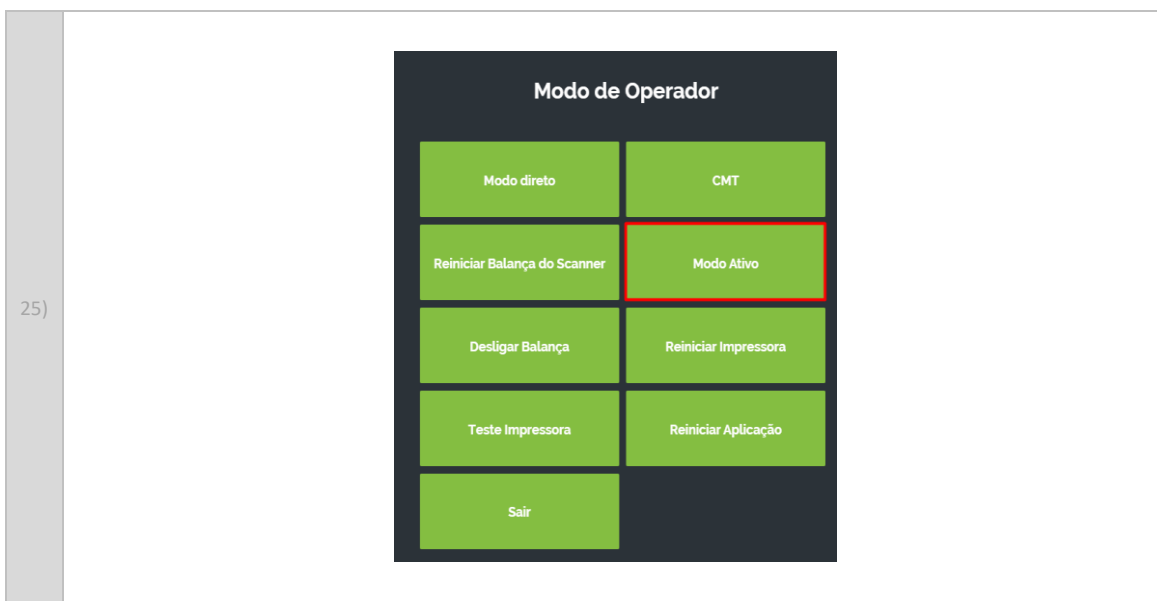 Modo de Operador
Modo direto
CMT
Reiniciar Balança do Scanner
Modo Ativo
25)
Desligar Balança
Reiniciar Impressora
Teste Impressora
Reiniciar Aplicação
Sair